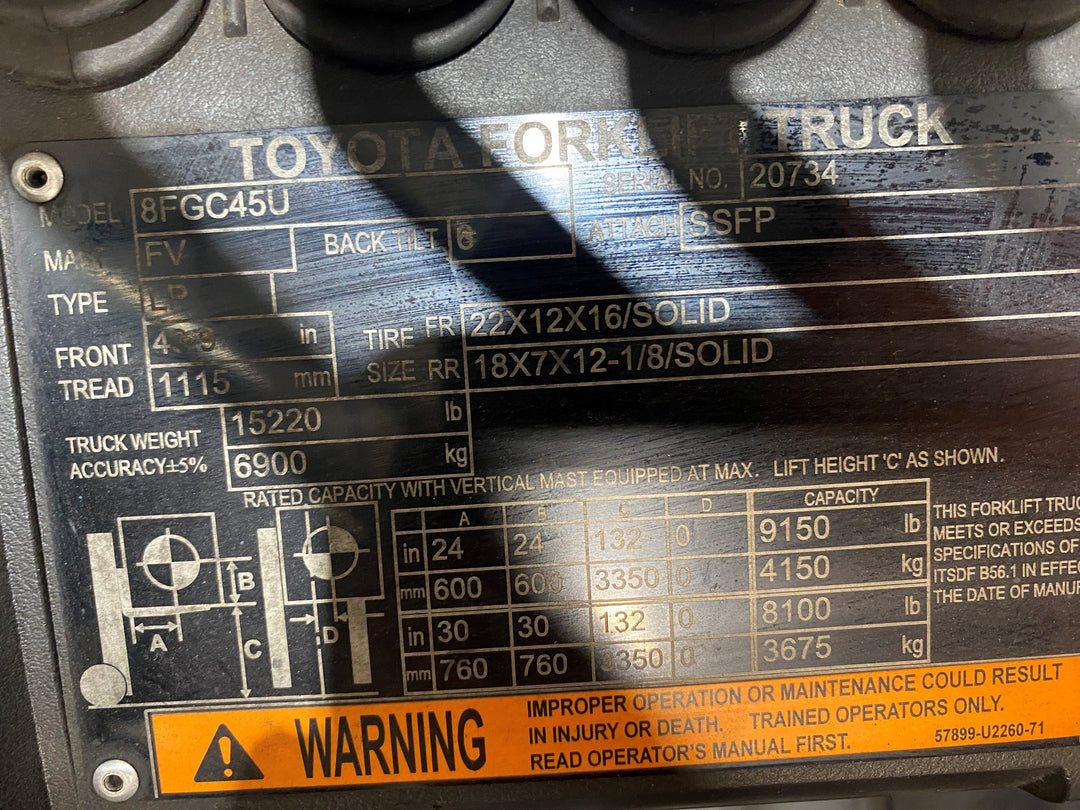 TOYOTA FORKLIFT TRUCK
MODEL 8FGC45U SERIAL NO. 20734
MAST FV BACK TILT 6 ATTACH SSFP
TYPE LP
FRONT TREAD in
1115 mm
TIRE SIZE FR 22X12X16/SOLID
RR 18X7X12-1/8/SOLID
TRUCK WEIGHT 15220 lb
ACCURACY±5% 6900 kg
RATED CAPACITY WITH VERTICAL MAST EQUIPPED AT MAX. LIFT HEIGHT 'C' AS SHOWN.
A B C D CAPACITY
in 24 24 132 0 9150 lb
mm 600 600 3350 0 4150 kg
in 30 30 132 0 8100 lb
mm 760 760 3350 0 3675 kg
A B C D
THIS FORKLIFT TRUC
MEETS OR EXCEEDS
SPECIFICATIONS OF
ITSDF B56.1 IN EFFE
THE DATE OF MANU
WARNING
IMPROPER OPERATION OR MAINTENANCE COULD RESULT
IN INJURY OR DEATH. TRAINED OPERATORS ONLY.
READ OPERATOR'S MANUAL FIRST. 57899-U2260-71